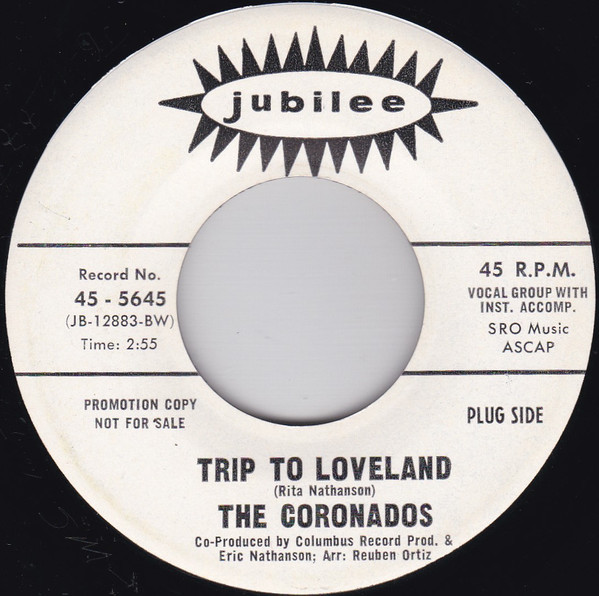 jubilee
Record No.
45 - 5645
(JB-12883-BW)
Time: 2:55
45 R.P.M.
VOCAL GROUP WITH
INST. ACCOMP.
SRO Music
ASCAP
PROMOTION COPY
NOT FOR SALE
PLUG SIDE
TRIP TO LOVELAND
(Rita Nathanson)
THE CORONADOS
Co-Produced by Columbus Record Prod. &
Eric Nathanson; Arr: Reuben Ortiz